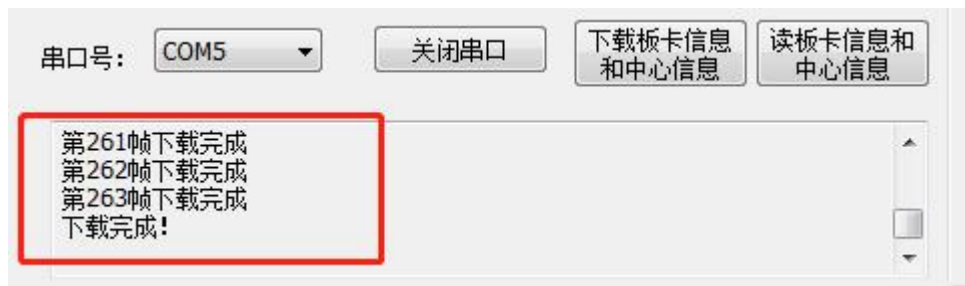 串口号:
COM5
关闭串口
下载板卡信息
和中心信息
读板卡信息和
中心信息
第261帧下载完成
第262帧下载完成
第263帧下载完成
下载完成!